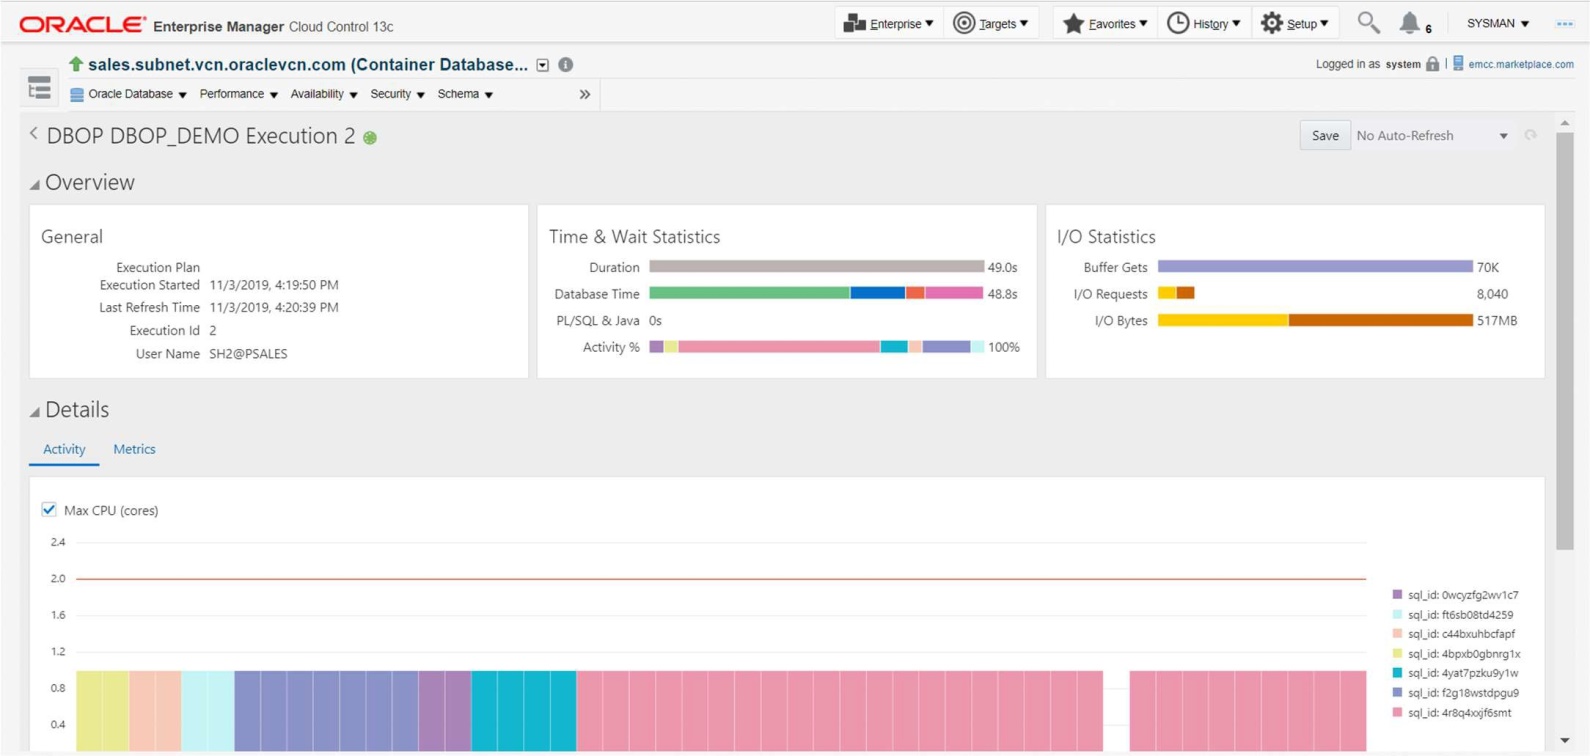 ORACLE Enterprise Manager Cloud Control 13c Enterprise Targets Favorites History Setup 6 SYSMAN
sales.subnet.vcn.oraclevcn.com (Container Database... Logged in as system emcc.marketplace.com
Oracle Database Performance Availability Security Schema »
DBOP DBOP_DEMO Execution 2 Save No Auto-Refresh
Overview
General
Execution Plan
Execution Started 11/3/2019, 4:19:50 PM
Last Refresh Time 11/3/2019, 4:20:39 PM
Execution Id 2
User Name SH2@PSALES
Time & Wait Statistics
Duration 49.0s
Database Time 48.8s
PL/SQL & Java 0s
Activity % 100%
I/O Statistics
Buffer Gets 70K
I/O Requests 8,040
I/O Bytes 517MB
Details
Activity Metrics
Max CPU (cores)
2.4
2.0
1.6
1.2
0.8
0.4
sql_id: 0wcyzfg2wv1c7
sql_id: ft6sb08td4259
sql_id: c44bxuhbcfapf
sql_id: 4bpxb0gbnrg1x
sql_id: 4yat7pzku9y1w
sql_id: f2g18wstdpgu9
sql_id: 4r8q4xxjf6smt